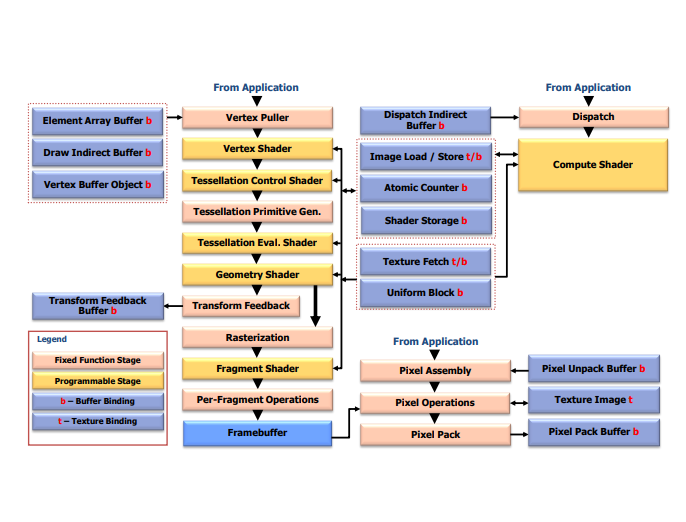 From Application
Element Array Buffer b
Draw Indirect Buffer b
Vertex Buffer Object b
Vertex Puller
Vertex Shader
Tessellation Control Shader
Tessellation Primitive Gen.
Tessellation Eval. Shader
Geometry Shader
Transform Feedback
Buffer b
Transform Feedback
Rasterization
Fragment Shader
Per-Fragment Operations
Framebuffer
Legend
Fixed Function Stage
Programmable Stage
b – Buffer Binding
t – Texture Binding
Dispatch Indirect
Buffer b
Image Load / Store t/b
Atomic Counter b
Shader Storage b
Texture Fetch t/b
Uniform Block b
From Application
Dispatch
Compute Shader
From Application
Pixel Assembly
Pixel Operations
Pixel Pack
Pixel Unpack Buffer b
Texture Image t
Pixel Pack Buffer b